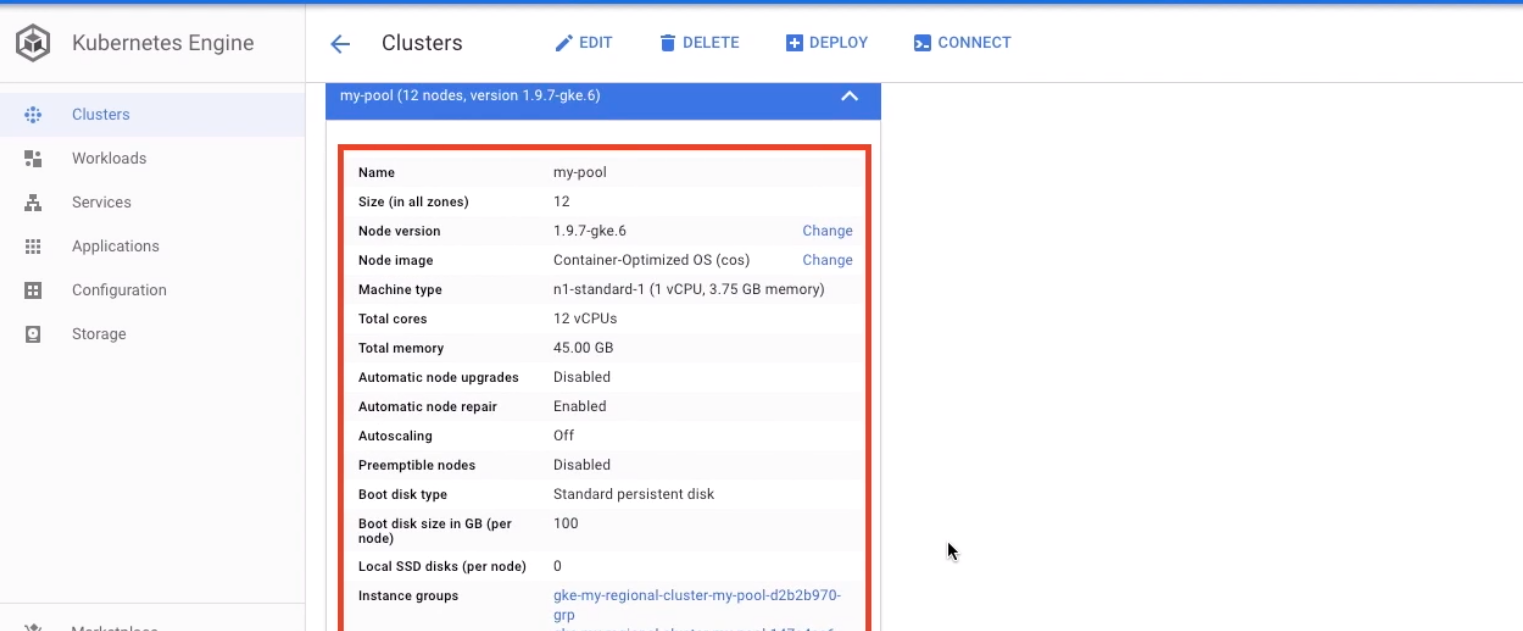 Kubernetes Engine
Clusters
EDIT
DELETE
DEPLOY
CONNECT
Clusters
Workloads
Services
Applications
Configuration
Storage
my-pool (12 nodes, version 1.9.7-gke.6)
Name my-pool
Size (in all zones) 12
Node version 1.9.7-gke.6 Change
Node image Container-Optimized OS (cos) Change
Machine type n1-standard-1 (1 vCPU, 3.75 GB memory)
Total cores 12 vCPUs
Total memory 45.00 GB
Automatic node upgrades Disabled
Automatic node repair Enabled
Autoscaling Off
Preemptible nodes Disabled
Boot disk type Standard persistent disk
Boot disk size in GB (per 100
node)
Local SSD disks (per node) 0
Instance groups gke-my-regional-cluster-my-pool-d2b2b970-
grp